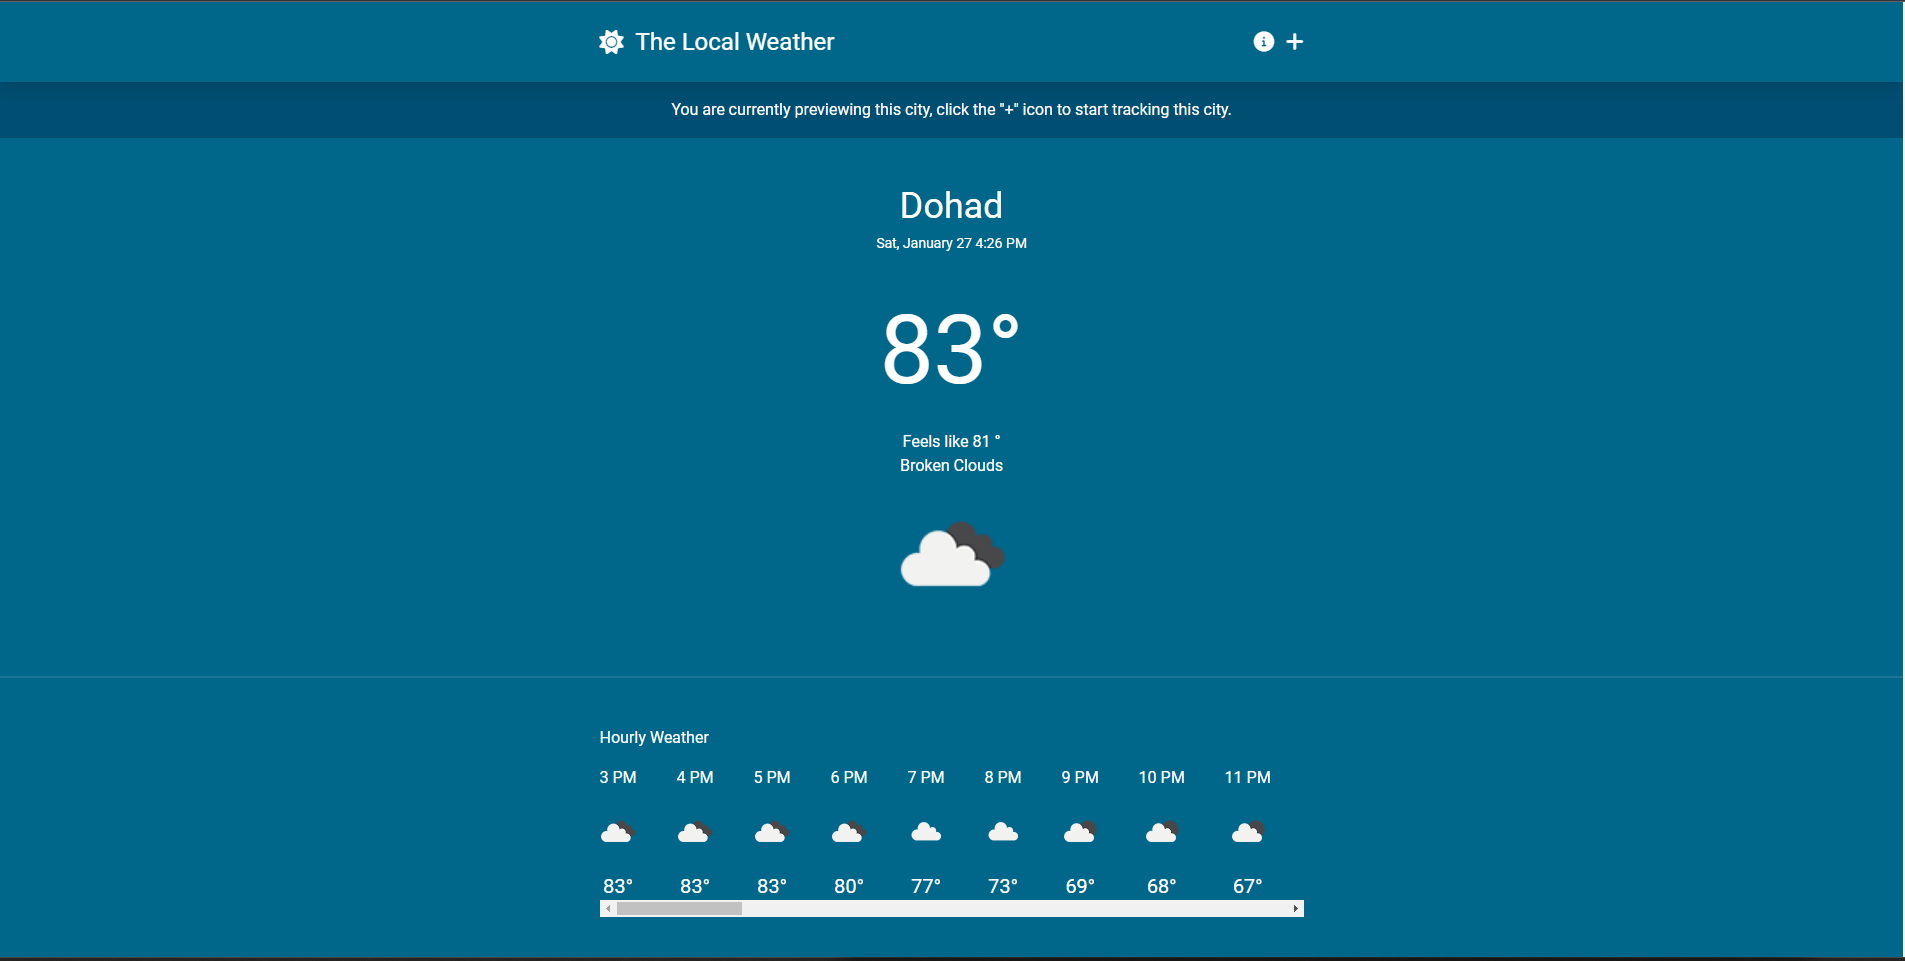 The Local Weather
You are currently previewing this city, click the "+" icon to start tracking this city.
Dohad
Sat, January 27 4:26 PM
83°
Feels like 81 °
Broken Clouds
Hourly Weather
3 PM 4 PM 5 PM 6 PM 7 PM 8 PM 9 PM 10 PM 11 PM
83° 83° 83° 80° 77° 73° 69° 68° 67°